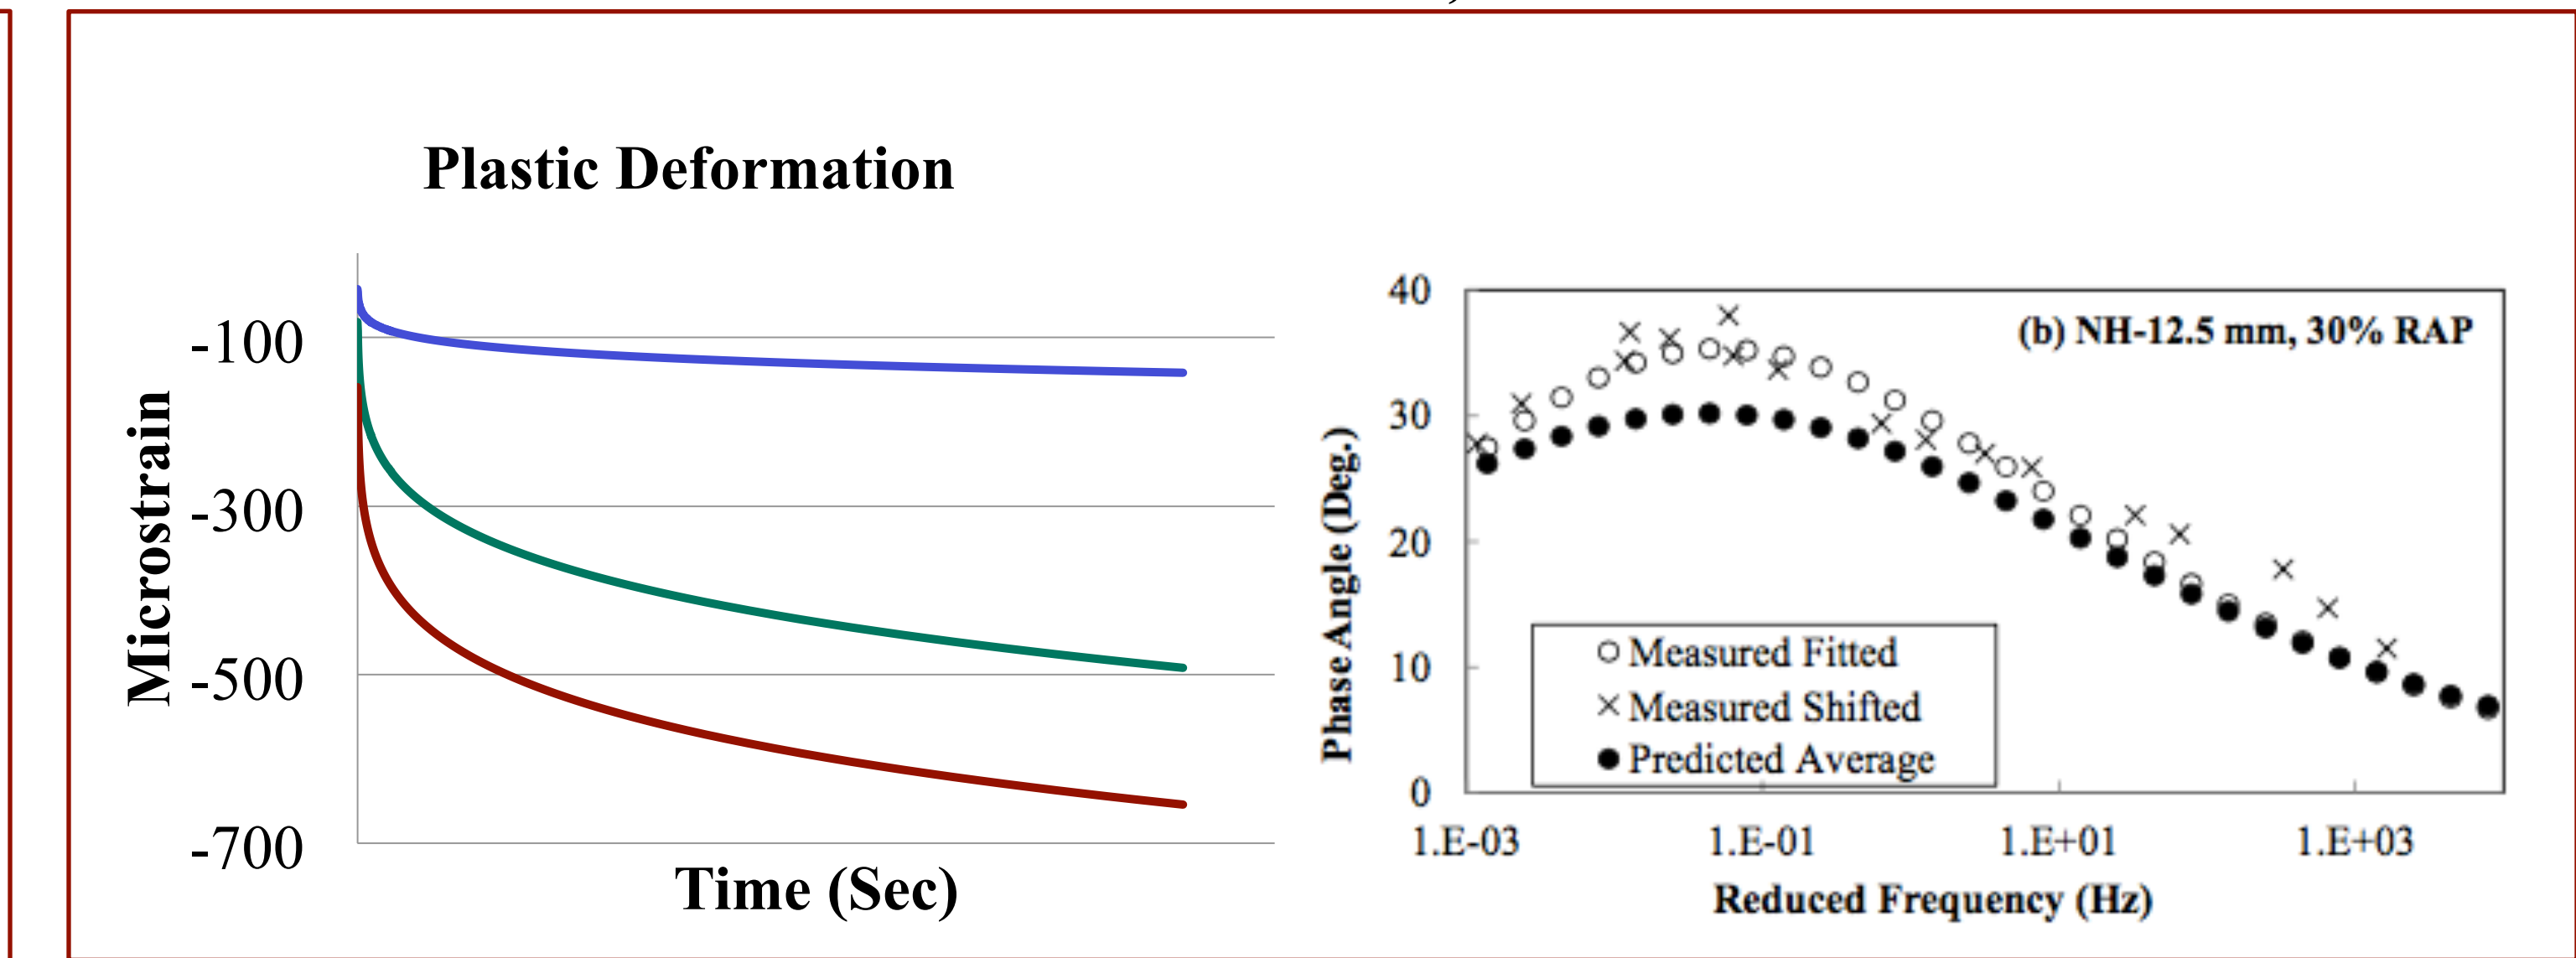 Plastic Deformation
Microstrain
-100
-300
-500
-700
Time (Sec)
(b) NH-12.5 mm, 30% RAP
Phase Angle (Deg.)
40
30
20
10
0
Measured Fitted
Measured Shifted
Predicted Average
1.E-03 1.E-01 1.E+01 1.E+03
Reduced Frequency (Hz)